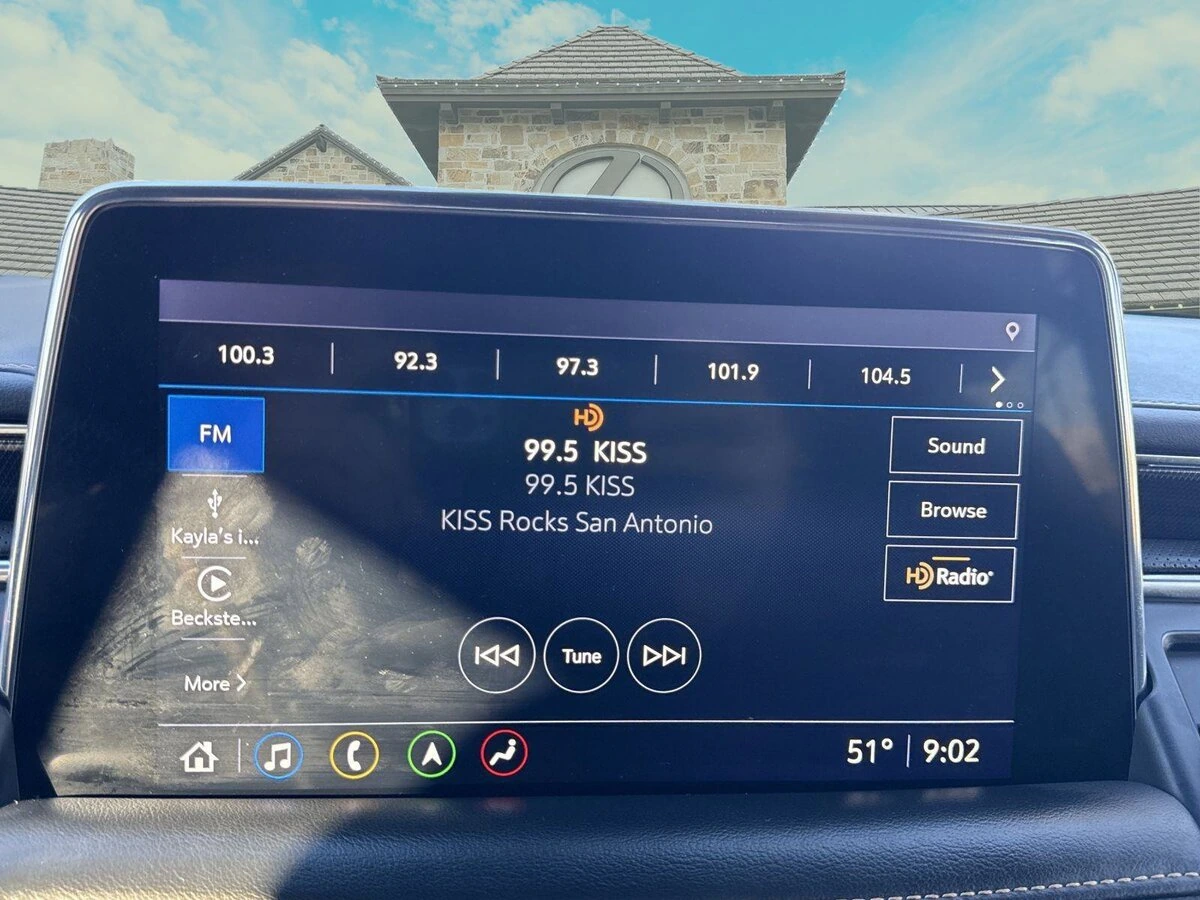 100.3 92.3 97.3 101.9 104.5
FM
HD
99.5 KISS
99.5 KISS
KISS Rocks San Antonio
Sound
Browse
HD Radio®
Kayla's i...
Beckste...
More
Tune
51° 9:02